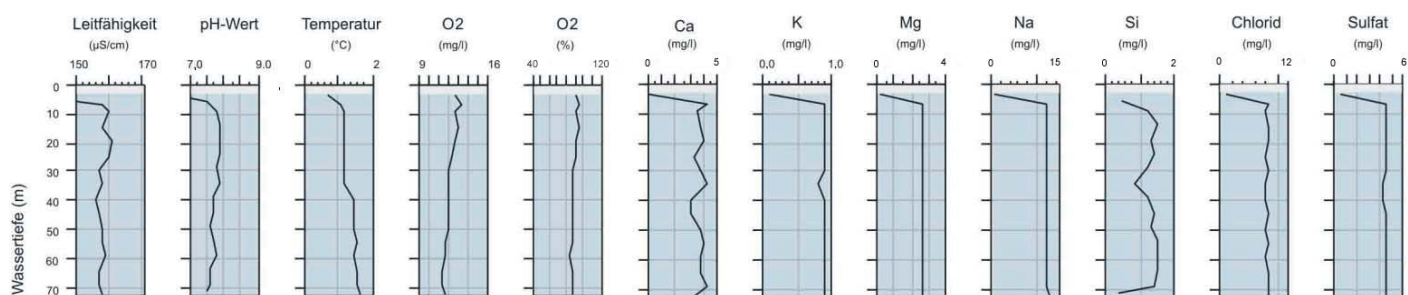 Leitfähigkeit pH-Wert Temperatur O2 O2 Ca K Mg Na Si Chlorid Sulfat
(µS/cm) (°C) (mg/l) (%) (mg/l) (mg/l) (mg/l) (mg/l) (mg/l) (mg/l) (mg/l)
150 170 7,0 9.0 0 2 9 16 40 120 0 5 0,0 1,0 0 4 0 15 0 2 0 12 0 6
0
10
20
30
40
50
60
70
Wassertiefe (m)